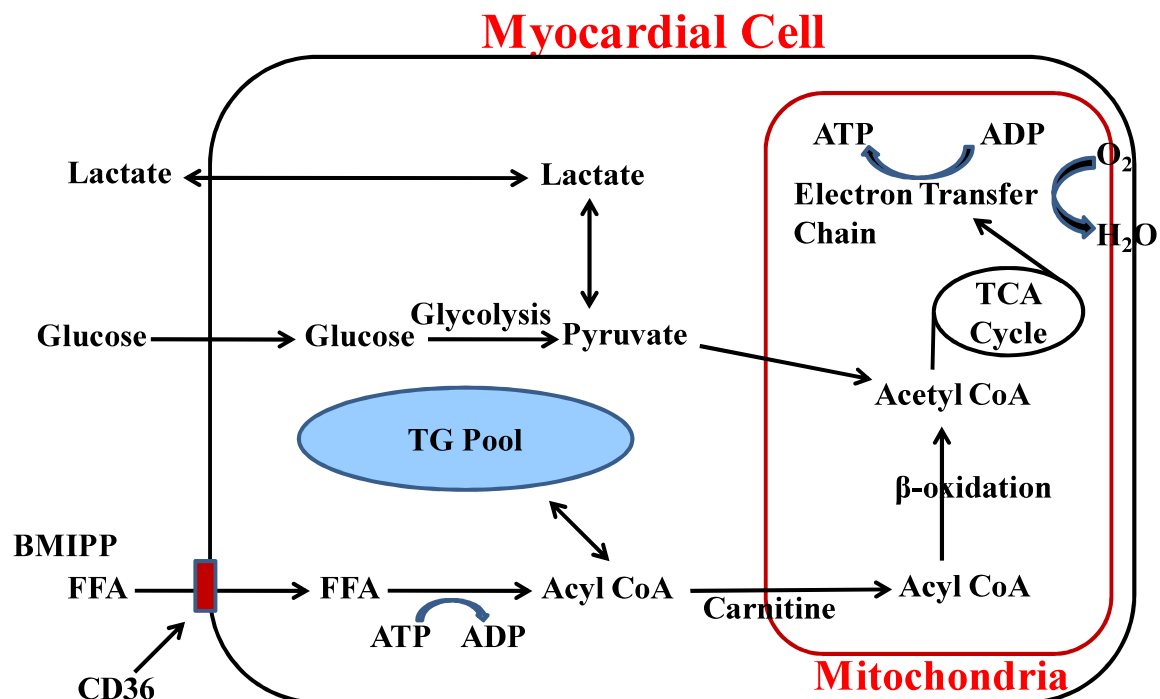 Myocardial Cell
ATP
ADP
O₂
Lactate
Lactate
Electron Transfer
Chain
H₂O
TCA
Cycle
Glycolysis
Glucose
Glucose
Pyruvate
Acetyl CoA
TG Pool
β-oxidation
BMIPP
FFA
FFA
Acyl CoA
Acyl CoA
Carnitine
ATP
ADP
Mitochondria
CD36